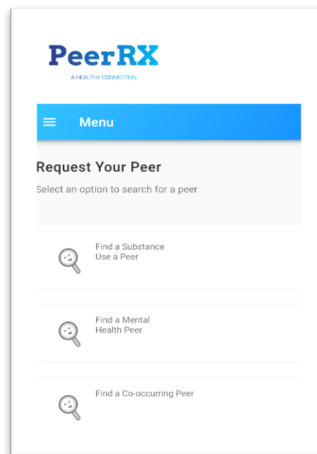 PeerRX
A HEALTHY CONNECTION
Menu
Request Your Peer
Select an option to search for a peer
Find a Substance
Use a Peer
Find a Mental
Health Peer
Find a Co-occurring Peer